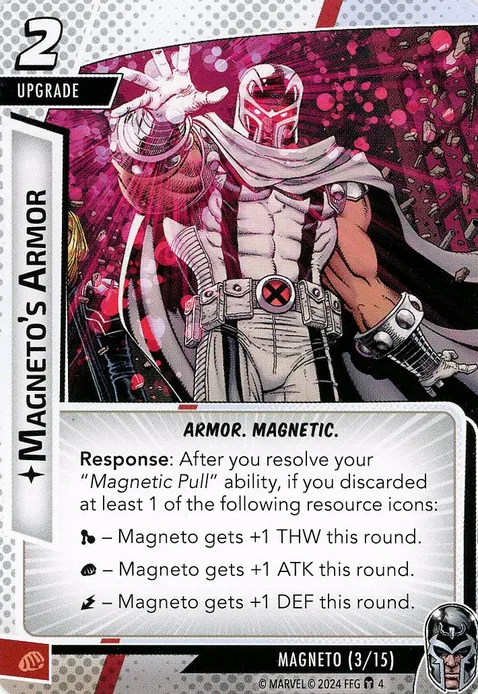 2
UPGRADE
MAGNETO'S ARMOR
ARMOR. MAGNETIC.
Response: After you resolve your
"Magnetic Pull" ability, if you discarded
at least 1 of the following resource icons:
– Magneto gets +1 THW this round.
– Magneto gets +1 ATK this round.
– Magneto gets +1 DEF this round.
MAGNETO (3/15)
© MARVEL © 2024 FFG 4